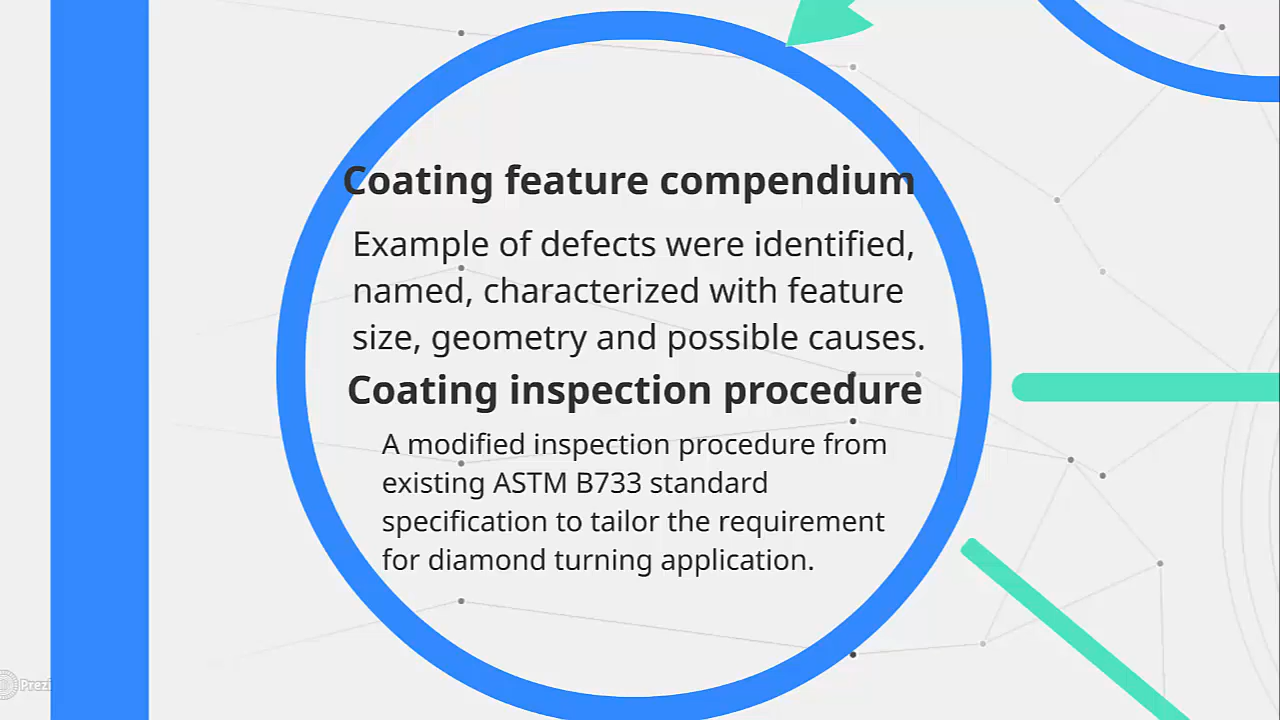 Coating feature compendium
Example of defects were identified,
named, characterized with feature
size, geometry and possible causes.
Coating inspection procedure
A modified inspection procedure from
existing ASTM B733 standard
specification to tailor the requirement
for diamond turning application.
Prezi